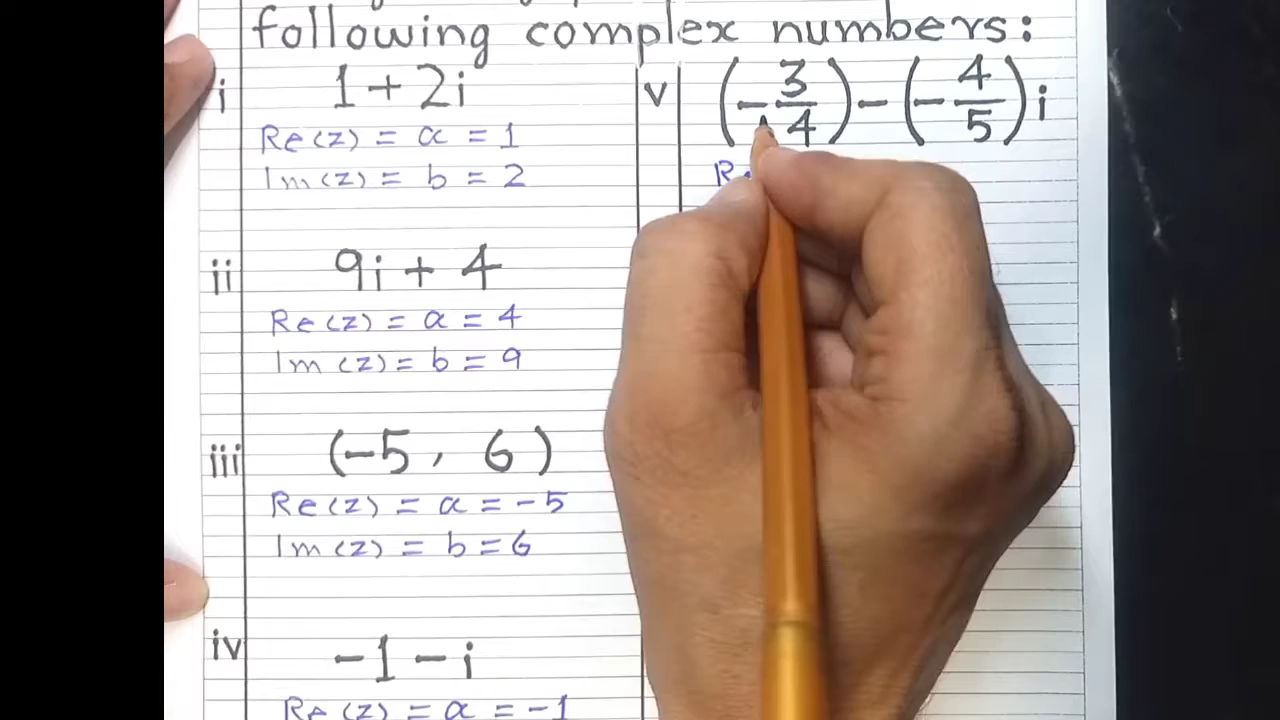 following complex numbers:
i 1 + 2i
Re(z) = a = 1
Im(z) = b = 2
ii 9i + 4
Re(z) = a = 4
Im(z) = b = 9
iii (-5, 6)
Re(z) = a = -5
Im(z) = b = 6
iv -1 - i
Re(z) = a = -1
v (-3/4) - (-4/5) i